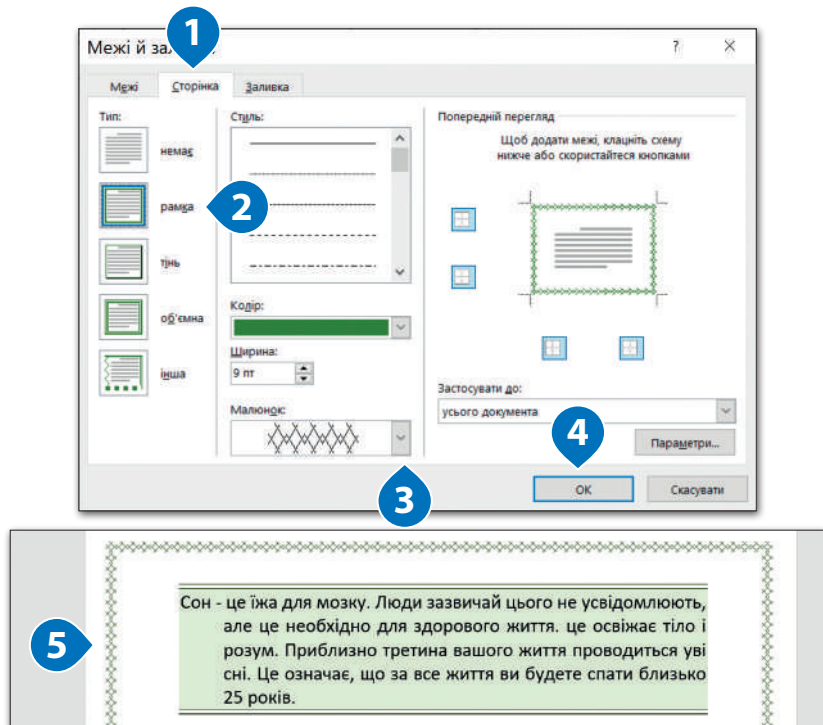 1
Межі й за
?
Межі
Сторінка
Заливка
Тип:
немає
рамка
2
тінь
об'ємна
інша
Стиль:
Колір:
Ширина:
9 пт
Малюнок:
3
Попередній перегляд
Щоб додати межі, клацніть схему
нижче або скористайтеся кнопками
Застосувати до:
усього документа
4
Параметри...
ОК
Скасувати
5
Сон - це їжа для мозку. Люди зазвичай цього не усвідомлюють,
але це необхідно для здорового життя. це освіжає тіло і
розум. Приблизно третина вашого життя проводиться уві
сні. Це означає, що за все життя ви будете спати близько
25 років.